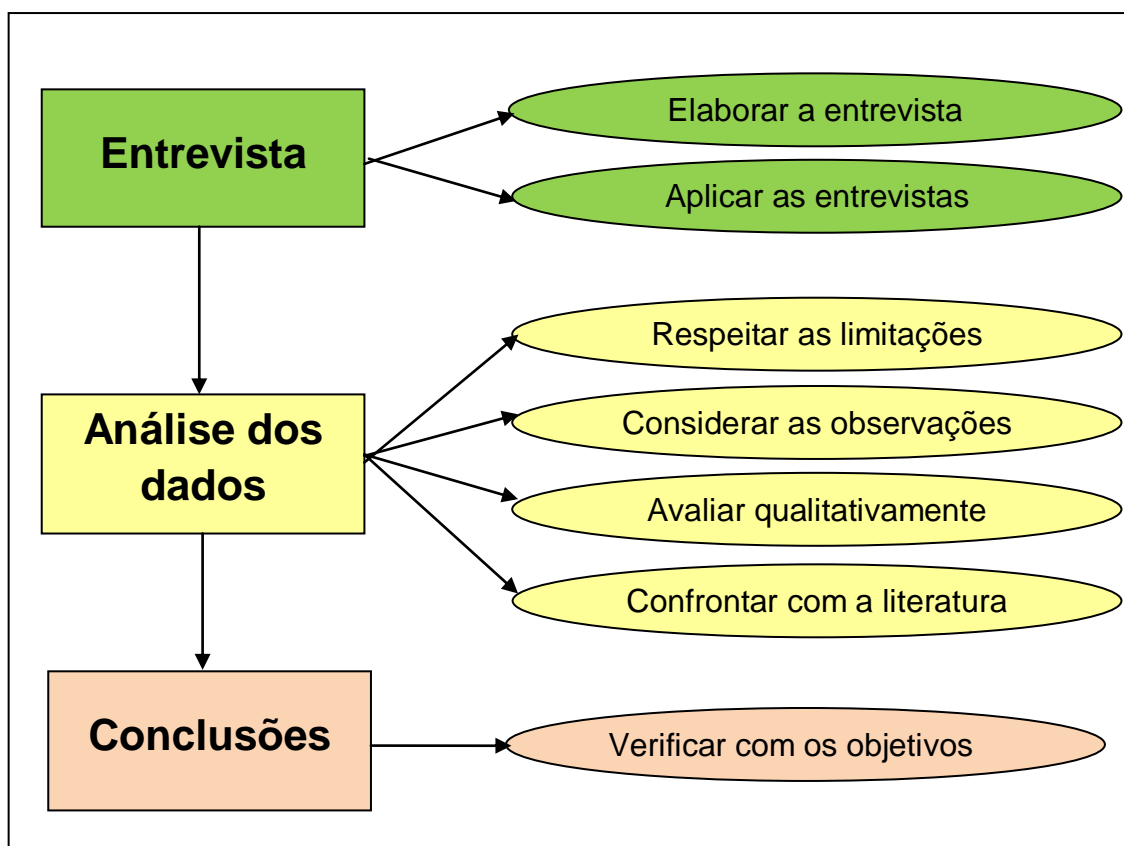 Entrevista
Elaborar a entrevista
Aplicar as entrevistas
Análise dos
dados
Respeitar as limitações
Considerar as observações
Avaliar qualitativamente
Confrontar com a literatura
Conclusões
Verificar com os objetivos